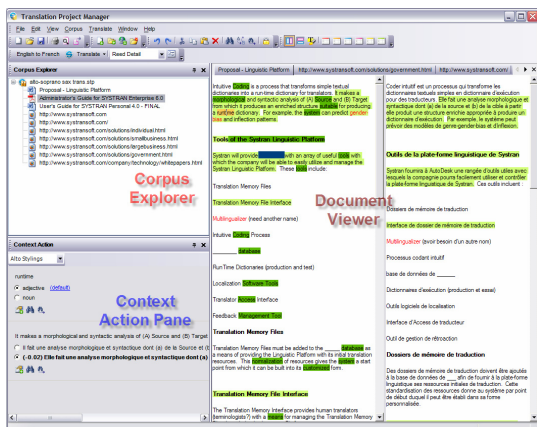 Translation Project Manager
File Edit View Corpus Translate Window Help
English to French Translate Read Detail
Corpus Explorer
alto-soprano sax trans.stp
Proposal - Linguistic Platform
Administrator's Guide for SYSTRAN Enterprise 6.0
User's Guide for SYSTRAN Personal 4.0 - FINAL
http://www.systransoft.com/
http://www.systransoft.com/
http://www.systransoft.com/solutions/individual.html
http://www.systransoft.com/solutions/smallbusiness.html
http://www.systransoft.com/solutions/largebusiness.html
http://www.systransoft.com/solutions/government.html
http://www.systransoft.com/company/technology/whitepapers.html
Corpus
Explorer
Context Action
Alto Stylings
runtime
adjective (default)
noun
Context
Action Pane
It makes a morphological and syntactic analysis of (A) Source and (B) Target
Il fait une analyse morphologique et syntactique dont (a) de la Source et (
(-0.02) Elle fait une analyse morphologique et syntactique dont (a)
Proposal - Linguistic Platform http://www.systransoft.com/solutions/government.html http://www.systransoft.com/
Intuitive Coding is a process that transforms simple textual
dictionaries into a run-time dictionary for translators. It makes a
morphological and syntactic analysis of (A) Source and (B) Target
from which it produces an enriched structure suitable for producing
a runtime dictionary. For example, the system can predict gender
bias and inflection patterns.
Tools of the Systran Linguistic Platform
Systran will provide with an array of useful tools with
which the company will be able to easily utilize and manage the
Systran Linguistic Platform. These tools include:
Translation Memory Files
Translation Memory File Interface
Multilingualizer (need another name)
Intuitive Coding Process
________ database
RunTime Dictionaries (production and test)
Localization Software Tools
Translator Access Interface
Feedback Management Tool
Translation Memory Files
Translation Memory Files must be added to the _____ database as
a means of providing the Linguistic Platform with its initial translation
resources. This normalization of resources gives the system a start
point from which it can be built into its customized form.
Translation Memory File Interface
The Translation Memory Interface provides human translators
(terminologists?) with a means for managing the Translation Memory
Document
Viewer
Coder intuitif est un processus qui transforme les
dictionnaires textuels simples en dictionnaire d'exécution
pour des traducteurs. Elle fait une analyse morphologique et
syntactique dont (a) de la source et (b) de la cible à partir
elle produit une structure enrichie appropriée à produire un
dictionnaire d'exécution. Par exemple, le système peut
prévoir des modèles de genre-gender-bias et d'inflexion.
Outils de la plate-forme linguistique de Systran
Systran fournira à AutoDesk une rangée d'outils utiles avec
lesquels la compagnie pourra facilement utiliser et contrôler
la plate-forme linguistique de Systran. Ces outils incluent :
Dossiers de mémoire de traduction
Interface de dossier de mémoire de traduction
Multilingualizer (avoir besoin d'un autre nom)
Processus codant intuitif
base de données de ______
Dictionnaires d'exécution (production et essai)
Outils logiciels de localisation
Interface d'Access de traducteur
Outil de gestion de rétroaction
Dossiers de mémoire de traduction
Des dossiers de mémoire de traduction doivent être ajoutés
à la base de données de ___ afin de fournir à la plate-forme
linguistique ses ressources initiales de traduction. Cette
standardisation des ressources donne au système par point
de début duquel il peut être établi dans sa forme
personnalisée.